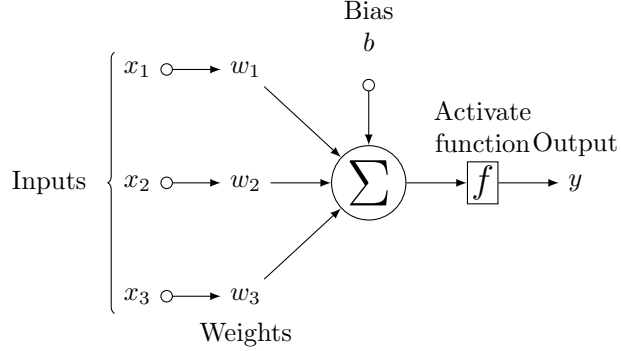 Bias
b
x₁ w₁
Activate
function Output
Inputs x₂ w₂ ∑ f y
x₃ w₃
Weights